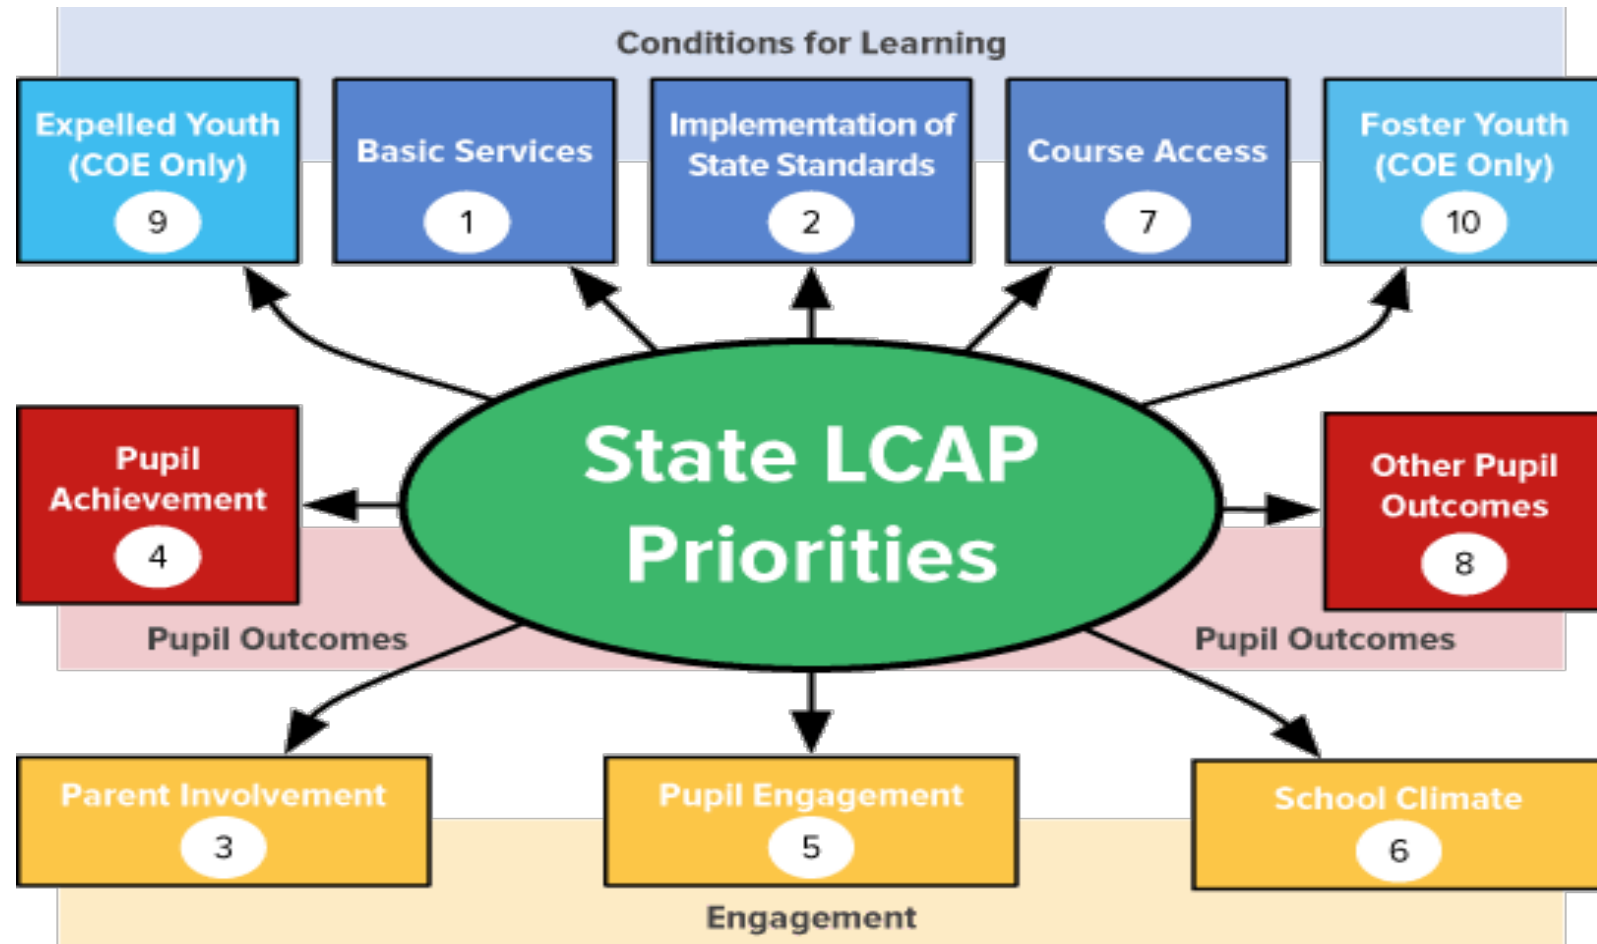 Conditions for Learning
Expelled Youth
(COE Only)
9
Basic Services
1
Implementation of
State Standards
2
Course Access
7
Foster Youth
(COE Only)
10
State LCAP
Priorities
Pupil
Achievement
4
Other Pupil
Outcomes
8
Pupil Outcomes
Pupil Outcomes
Parent Involvement
3
Pupil Engagement
5
School Climate
6
Engagement